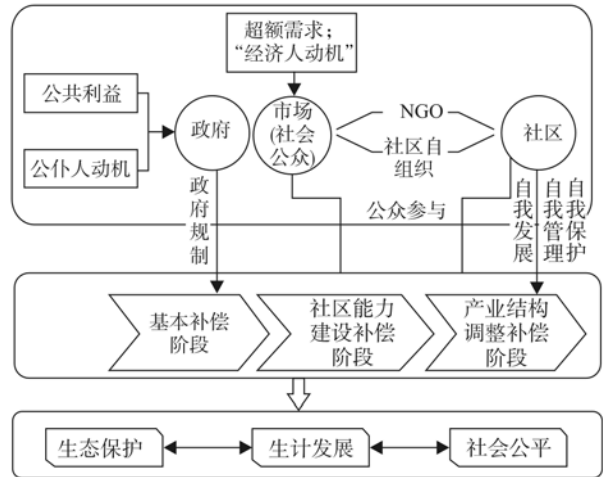 超额需求；
“经济人动机”
公共利益
公仆人动机
政府
市场
(社会
公众)
NGO
社区自
组织
社区
政府规制
公众参与
自我发展
自我管理
自我保护
基本补偿
阶段
社区能力
建设补偿
阶段
产业结构
调整补偿
阶段
生态保护
生计发展
社会公平